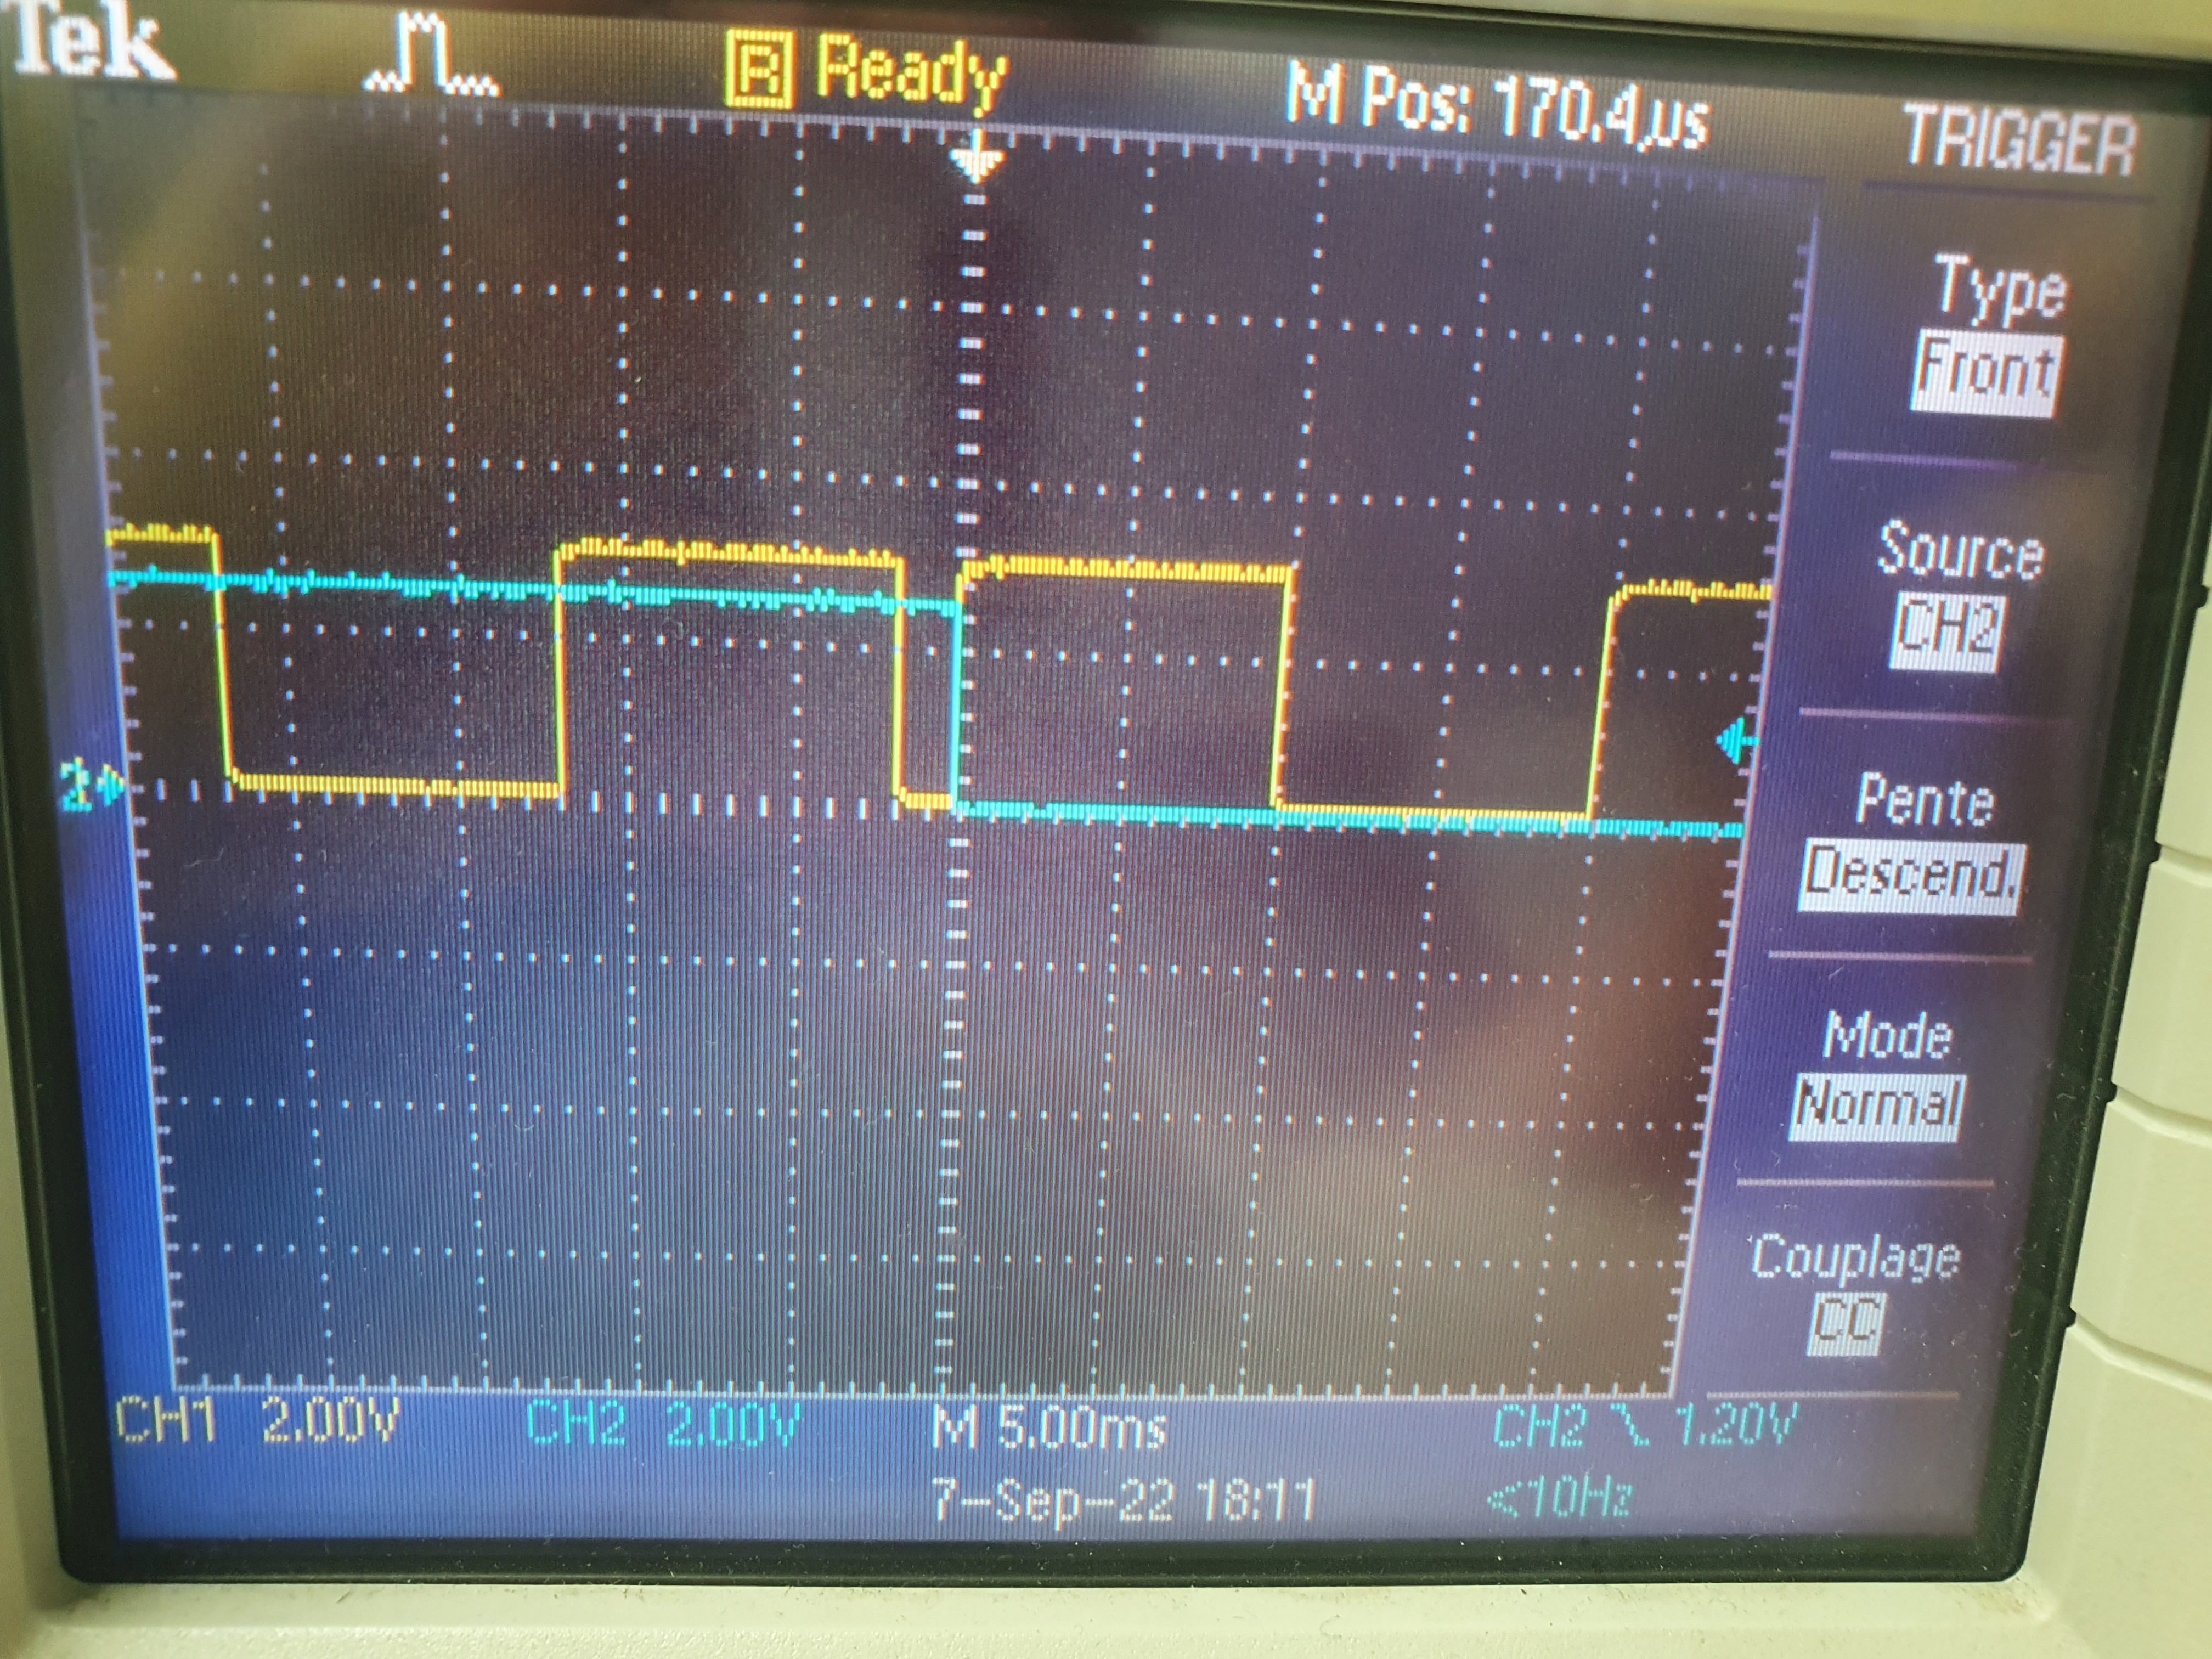 Tek R Ready M Pos: 170.4µs
TRIGGER
Type
Front
Source
CH2
Pente
Descend.
Mode
Normal
Couplage
CC
2
CH1 2.00V CH2 2.00V M 5.00ms CH2 1.20V
7-Sep-22 18:11 <10Hz